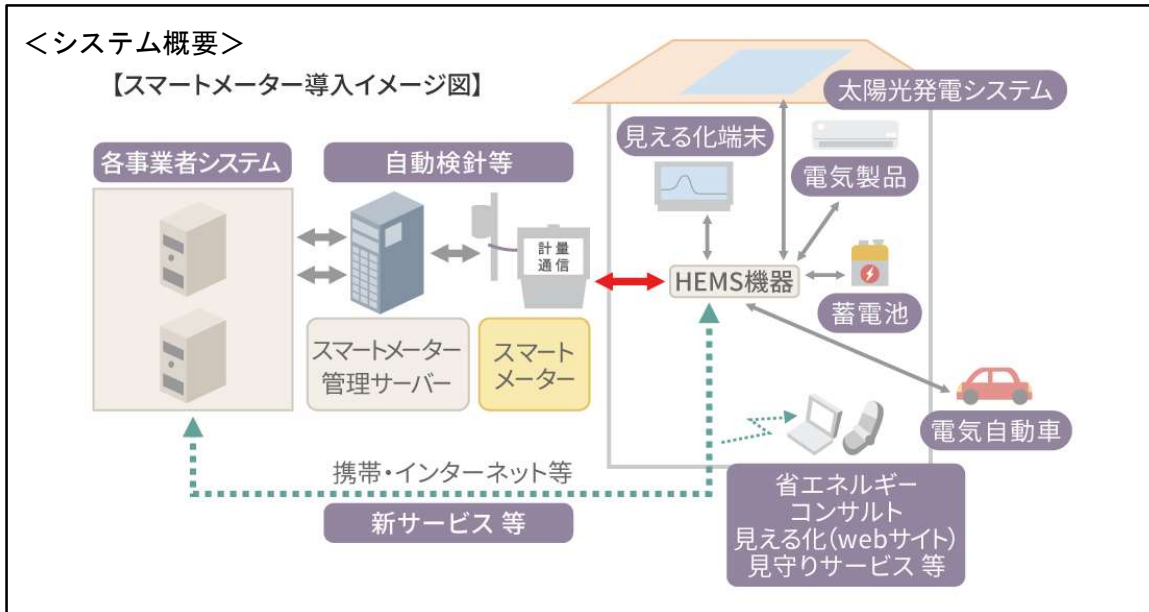 ＜システム概要＞
【スマートメーター導入イメージ図】
太陽光発電システム
見える化端末
各事業者システム
自動検針等
電気製品
計量
通信
HEMS機器
蓄電池
スマートメーター
管理サーバー
スマート
メーター
電気自動車
携帯・インターネット等
新サービス 等
省エネルギー
コンサルト
見える化(webサイト)
見守りサービス 等